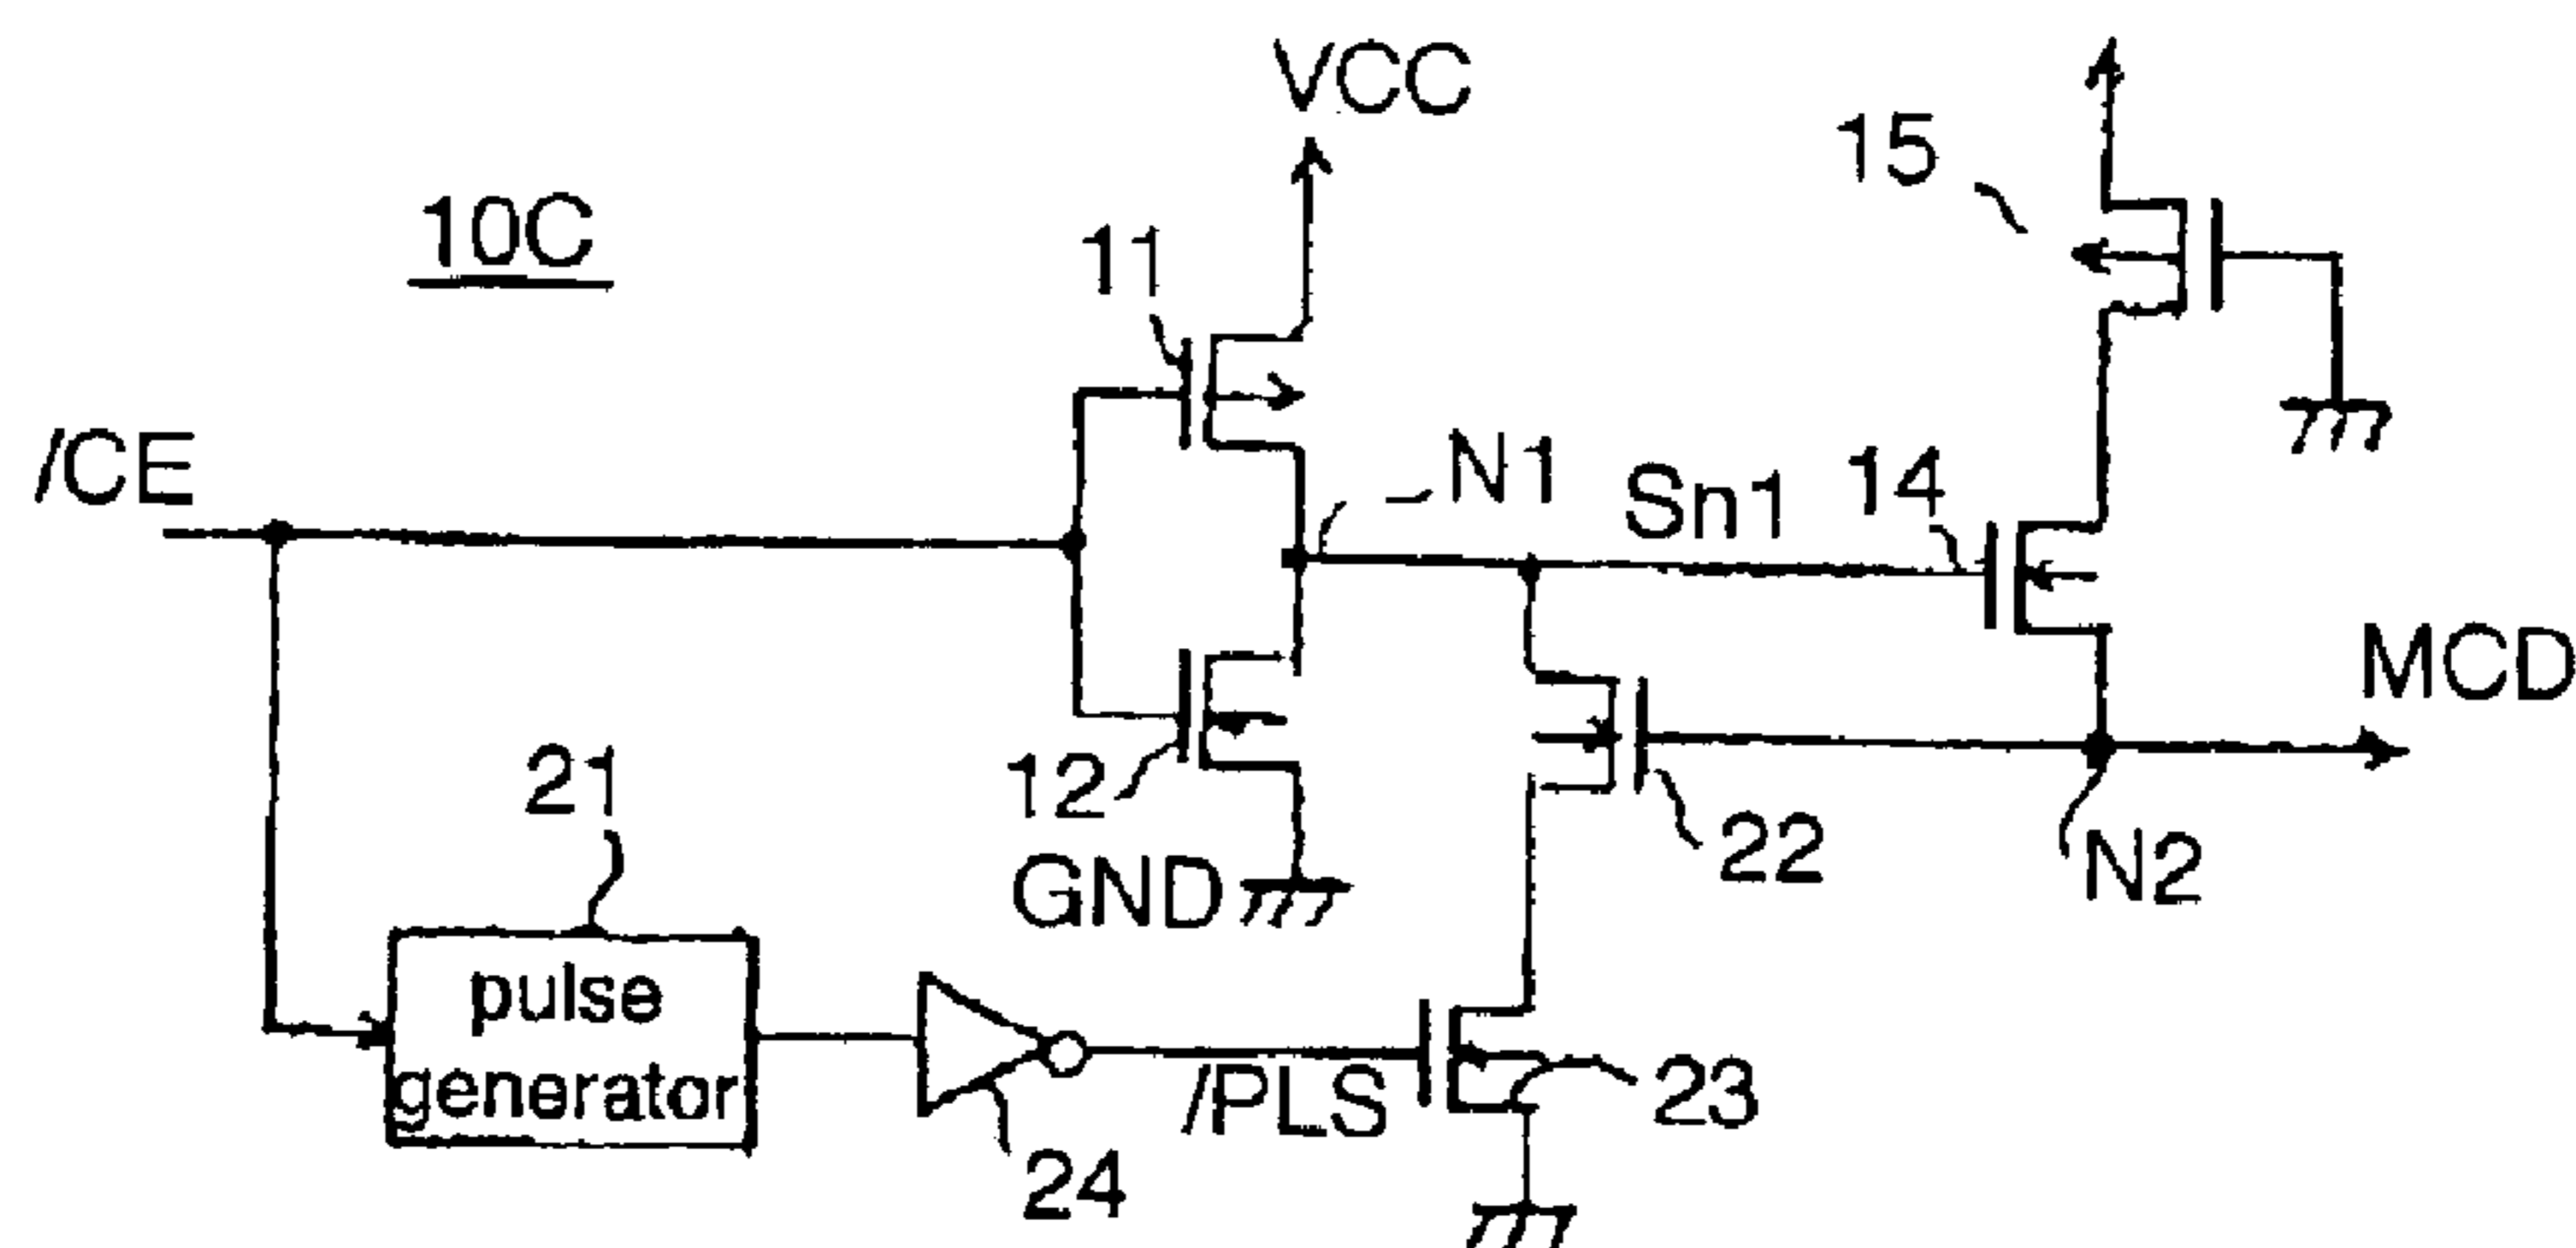 VCC
15
10C
11
/CE
N1
Sn1
14
MCD
21
12
22
N2
GND
pulse
generator
/PLS
23
24